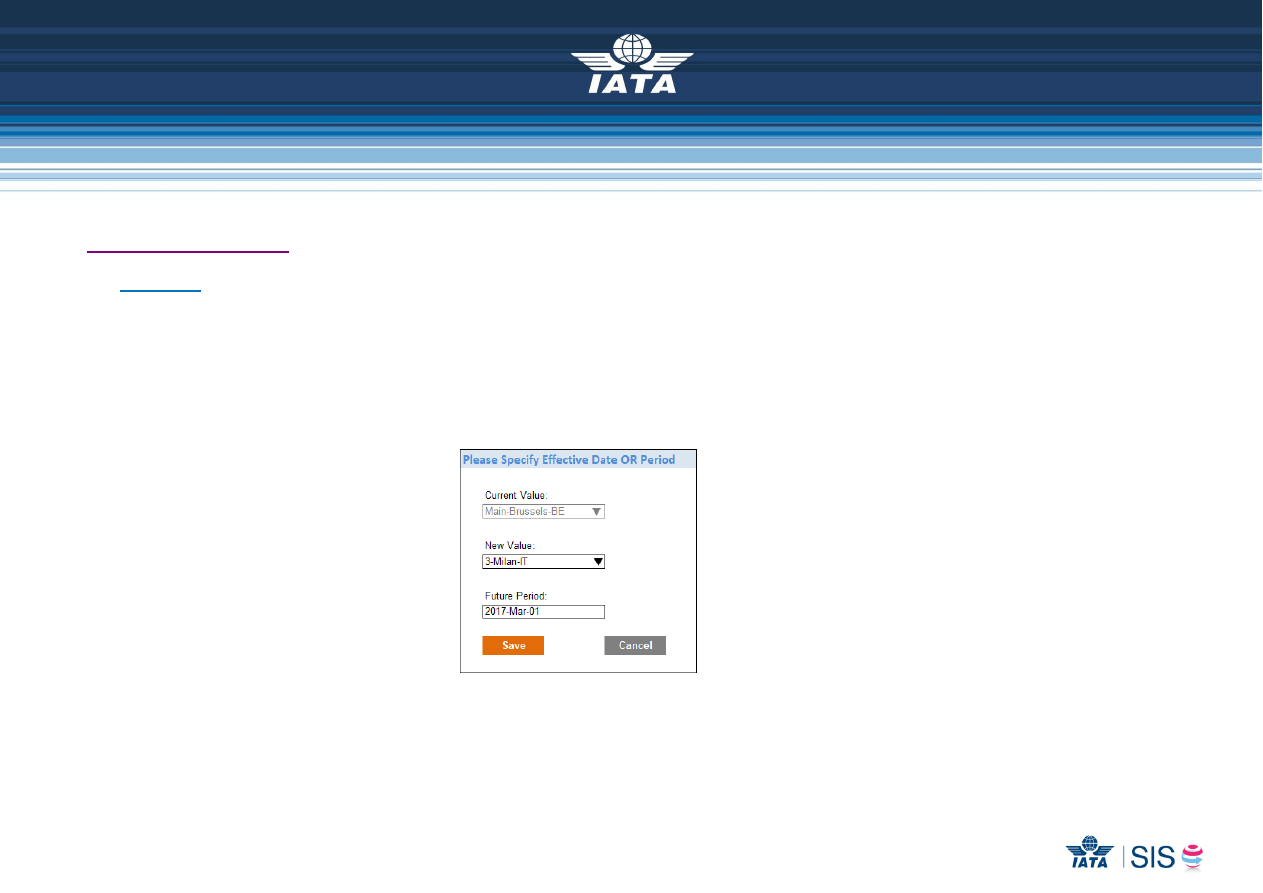 IATA
Please Specify Effective Date OR Period
Current Value:
Main-Brussels-BE
New Value:
3-Milan-IT
Future Period:
2017-Mar-01
Save Cancel
IATA SIS